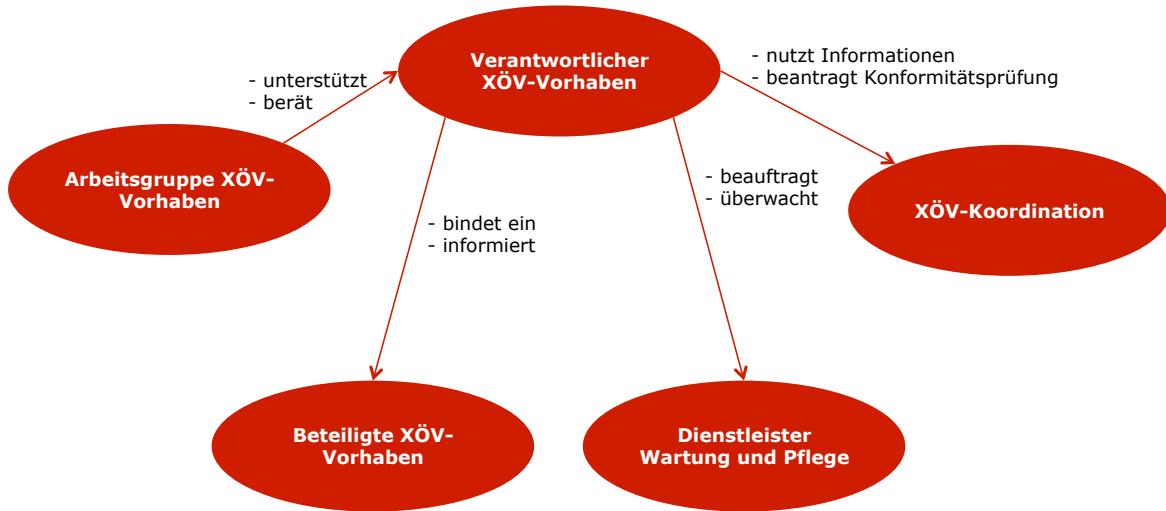 Verantwortlicher
XÖV-Vorhaben
- nutzt Informationen
- beantragt Konformitätsprüfung
- unterstützt
- berät
Arbeitsgruppe XÖV-
Vorhaben
- beauftragt
- überwacht
XÖV-Koordination
- bindet ein
- informiert
Beteiligte XÖV-
Vorhaben
Dienstleister
Wartung und Pflege